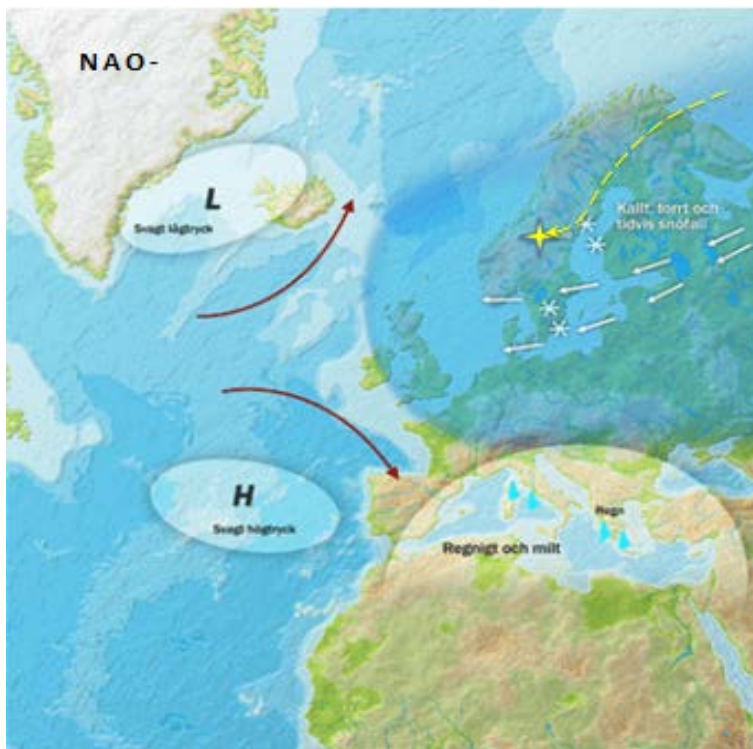 NAO-
L
Svagt lågtryck
Kallt, torrt och
tidvis snöfall
H
Svagt högtryck
Regn
Regnigt och milt